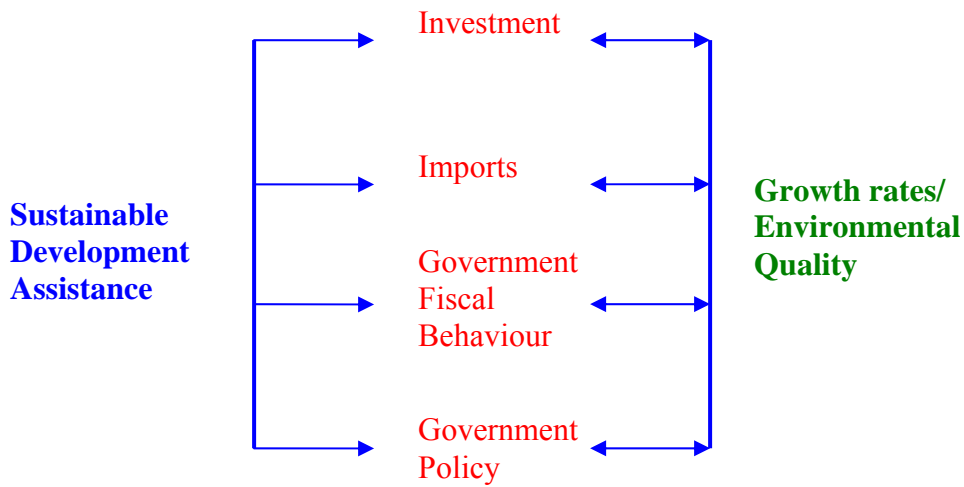 Investment
Imports
Sustainable
Development
Assistance
Government
Fiscal
Behaviour
Government
Policy
Growth rates/
Environmental
Quality